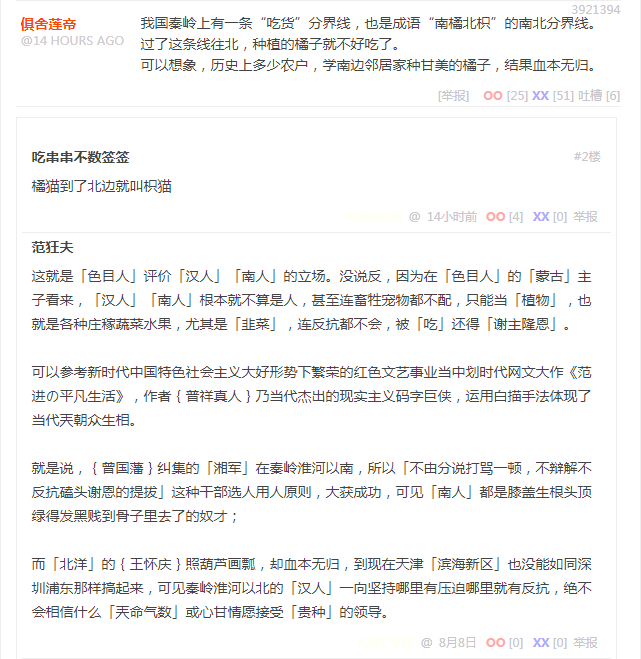 3921394
俱舍莲帝
@14 HOURS AGO
我国秦岭上有一条“吃货”分界线，也是成语“南橘北枳”的南北分界线。
过了这条线往北，种植的橘子就不好吃了。
可以想象，历史上多少农户，学南边邻居家种甘美的橘子，结果血本无归。
[举报] OO [25] XX [51] 吐槽 [6]
吃串串不数签签 #2楼
橘猫到了北边就叫枳猫
@ 14小时前 OO [4] XX [0] 举报
范狂夫
这就是「色目人」评价「汉人」「南人」的立场。没说反，因为在「色目人」的「蒙古」主
子看来，「汉人」「南人」根本就不算是人，甚至连畜牲宠物都不配，只能当「植物」，也
就是各种庄稼蔬菜水果，尤其是「韭菜」，连反抗都不会，被「吃」还得「谢主隆恩」。
可以参考新时代中国特色社会主义大好形势下繁荣的红色文艺事业当中划时代网文大作《范
进の平凡生活》，作者｛普祥真人｝乃当代杰出的现实主义码字巨侠，运用白描手法体现了
当代天朝众生相。
就是说，｛曾国藩｝纠集的「湘军」在秦岭淮河以南，所以「不由分说打骂一顿，不辩解不
反抗磕头谢恩的提拔」这种干部选人用人原则，大获成功，可见「南人」都是膝盖生根头顶
绿得发黑贱到骨子里去了的奴才；
而「北洋」的｛王怀庆｝照葫芦画瓢，却血本无归，到现在天津「滨海新区」也没能如同深
圳浦东那样搞起来，可见秦岭淮河以北的「汉人」一向坚持哪里有压迫哪里就有反抗，绝不
会相信什么「天命气数」或心甘情愿接受「贵种」的领导。
@ 8月8日 OO [0] XX [0] 举报